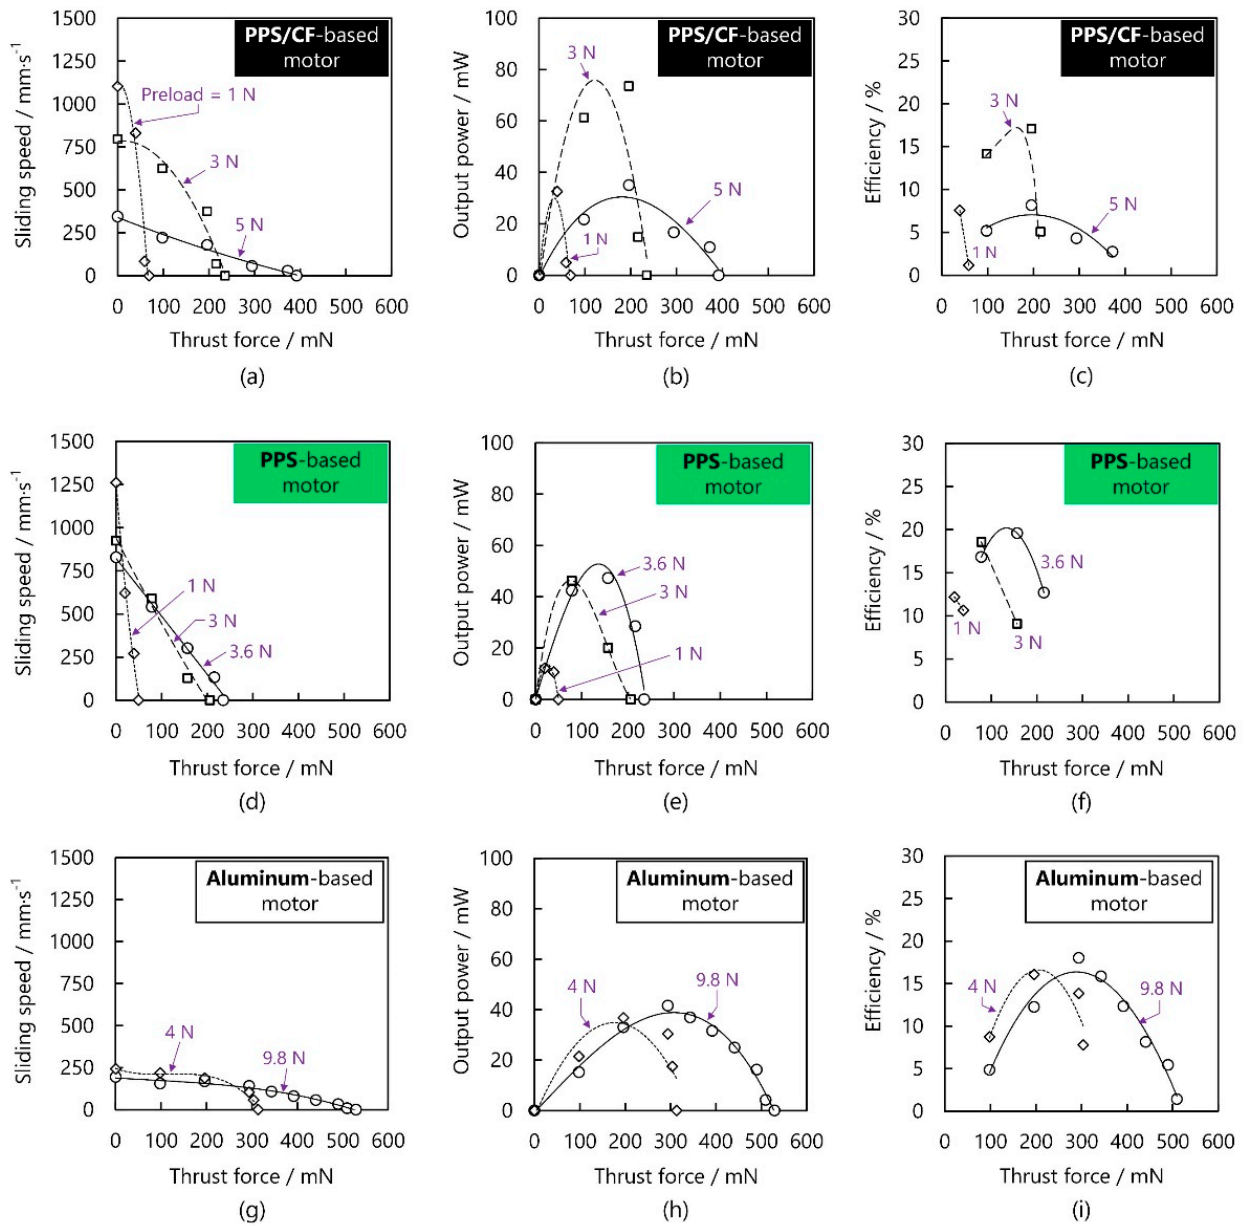 1500
1250
1000
750
500
250
0
Sliding speed / mm·s⁻¹
PPS/CF-based
motor
Preload = 1 N
3 N
5 N
0 100 200 300 400 500 600
Thrust force / mN
(a)
100
80
60
40
20
0
Output power / mW
PPS/CF-based
motor
3 N
5 N
1 N
0 100 200 300 400 500 600
Thrust force / mN
(b)
30
25
20
15
10
5
0
Efficiency / %
PPS/CF-based
motor
3 N
5 N
1 N
0 100 200 300 400 500 600
Thrust force / mN
(c)
1500
1250
1000
750
500
250
0
Sliding speed / mm·s⁻¹
PPS-based
motor
1 N
3 N
3.6 N
0 100 200 300 400 500 600
Thrust force / mN
(d)
100
80
60
40
20
0
Output power / mW
PPS-based
motor
3.6 N
3 N
1 N
0 100 200 300 400 500 600
Thrust force / mN
(e)
30
25
20
15
10
5
0
Efficiency / %
PPS-based
motor
3.6 N
1 N
3 N
0 100 200 300 400 500 600
Thrust force / mN
(f)
1500
1250
1000
750
500
250
0
Sliding speed / mm·s⁻¹
Aluminum-based
motor
4 N
9.8 N
0 100 200 300 400 500 600
Thrust force / mN
(g)
100
80
60
40
20
0
Output power / mW
Aluminum-based
motor
4 N
9.8 N
0 100 200 300 400 500 600
Thrust force / mN
(h)
30
25
20
15
10
5
0
Efficiency / %
Aluminum-based
motor
4 N
9.8 N
0 100 200 300 400 500 600
Thrust force / mN
(i)